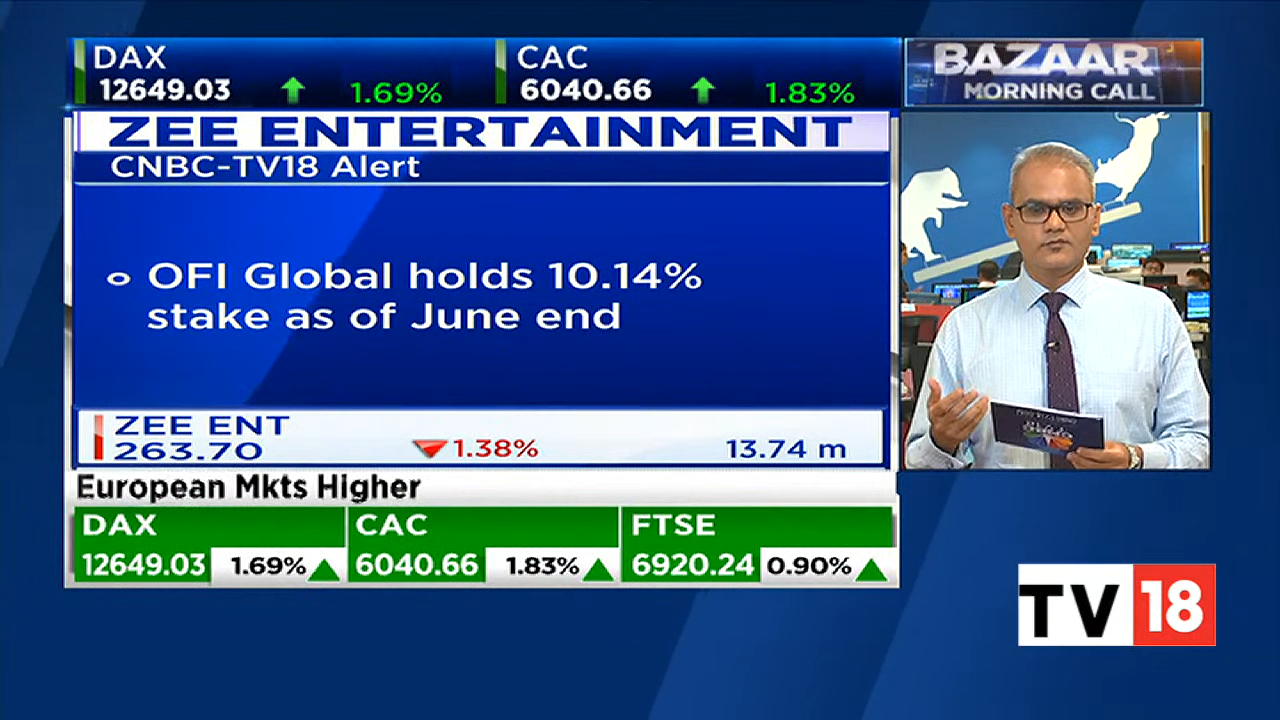 DAX
12649.03 1.69%
CAC
6040.66 1.83%
BAZAAR
MORNING CALL
ZEE ENTERTAINMENT
CNBC-TV18 Alert
OFI Global holds 10.14%
stake as of June end
ZEE ENT
263.70 1.38% 13.74 m
European Mkts Higher
DAX
12649.03 1.69%
CAC
6040.66 1.83%
FTSE
6920.24 0.90%
TV18